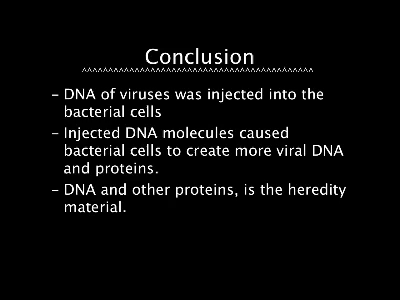 Conclusion
^^^^^^^^^^^^^^^^^^^^^^^^^^^^^^^^^^^^^^^^^^^
– DNA of viruses was injected into the
bacterial cells
– Injected DNA molecules caused
bacterial cells to create more viral DNA
and proteins.
– DNA and other proteins, is the heredity
material.